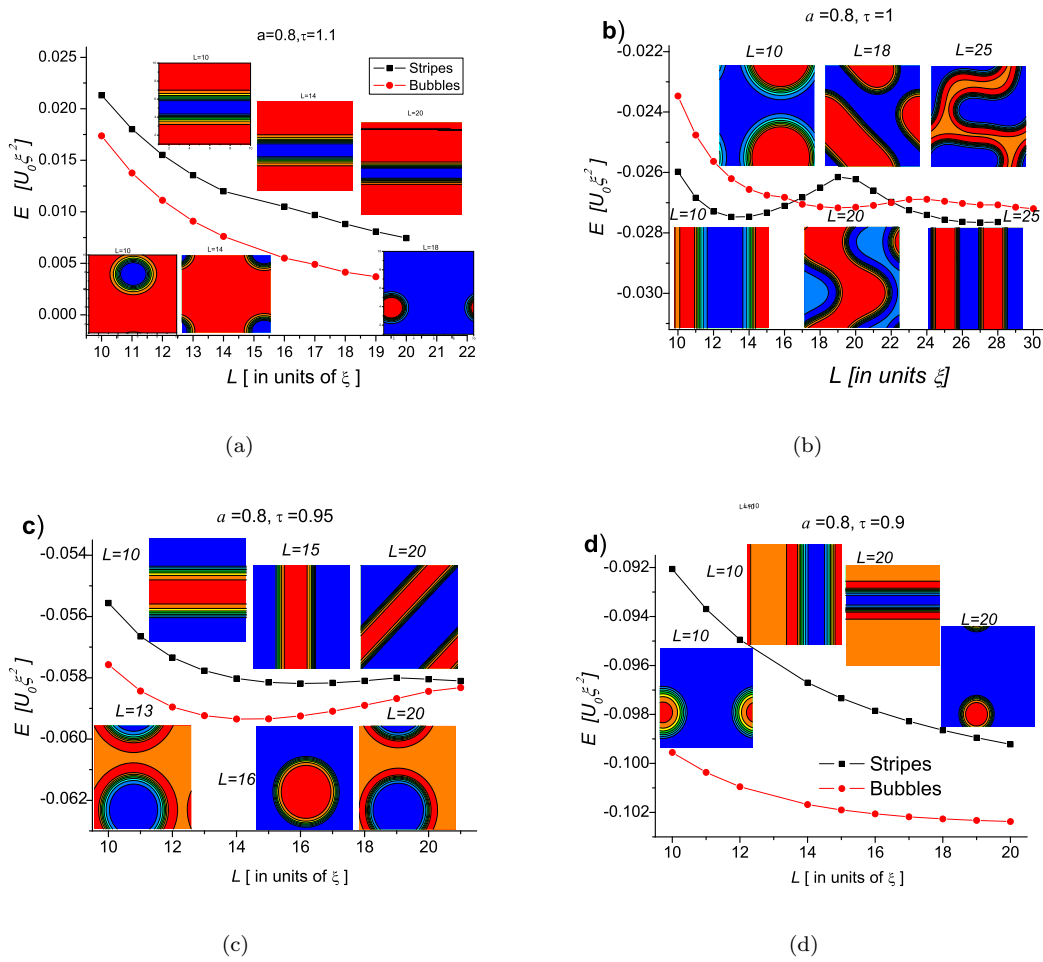 a=0.8,τ=1.1
0.025
0.020
0.015
0.010
0.005
0.000
E [U₀ξ²]
L=10
L=14
L=20
Stripes
Bubbles
L=10
L=14
L=18
10 11 12 13 14 15 16 17 18 19 20 21 22
L [ in units of ξ ]
(a)
b)
a =0.8, τ =1
L=10 L=18 L=25
-0.022
-0.024
-0.026
-0.028
-0.030
E [U₀ξ²]
L=10 L=20 L=25
10 12 14 16 18 20 22 24 26 28 30
L [in units ξ]
(b)
c)
a =0.8, τ =0.95
L=10 L=15 L=20
-0.054
-0.056
-0.058
-0.060
-0.062
E [U₀ξ²]
L=13 L=20
L=16
10 12 14 16 18 20
L [ in units of ξ ]
(c)
d)
a =0.8, τ =0.9
L=10
L=20
L=10
L=20
-0.092
-0.094
-0.096
-0.098
-0.100
-0.102
E [U₀ξ²]
Stripes
Bubbles
10 12 14 16 18 20
L [ in units of ξ ]
(d)